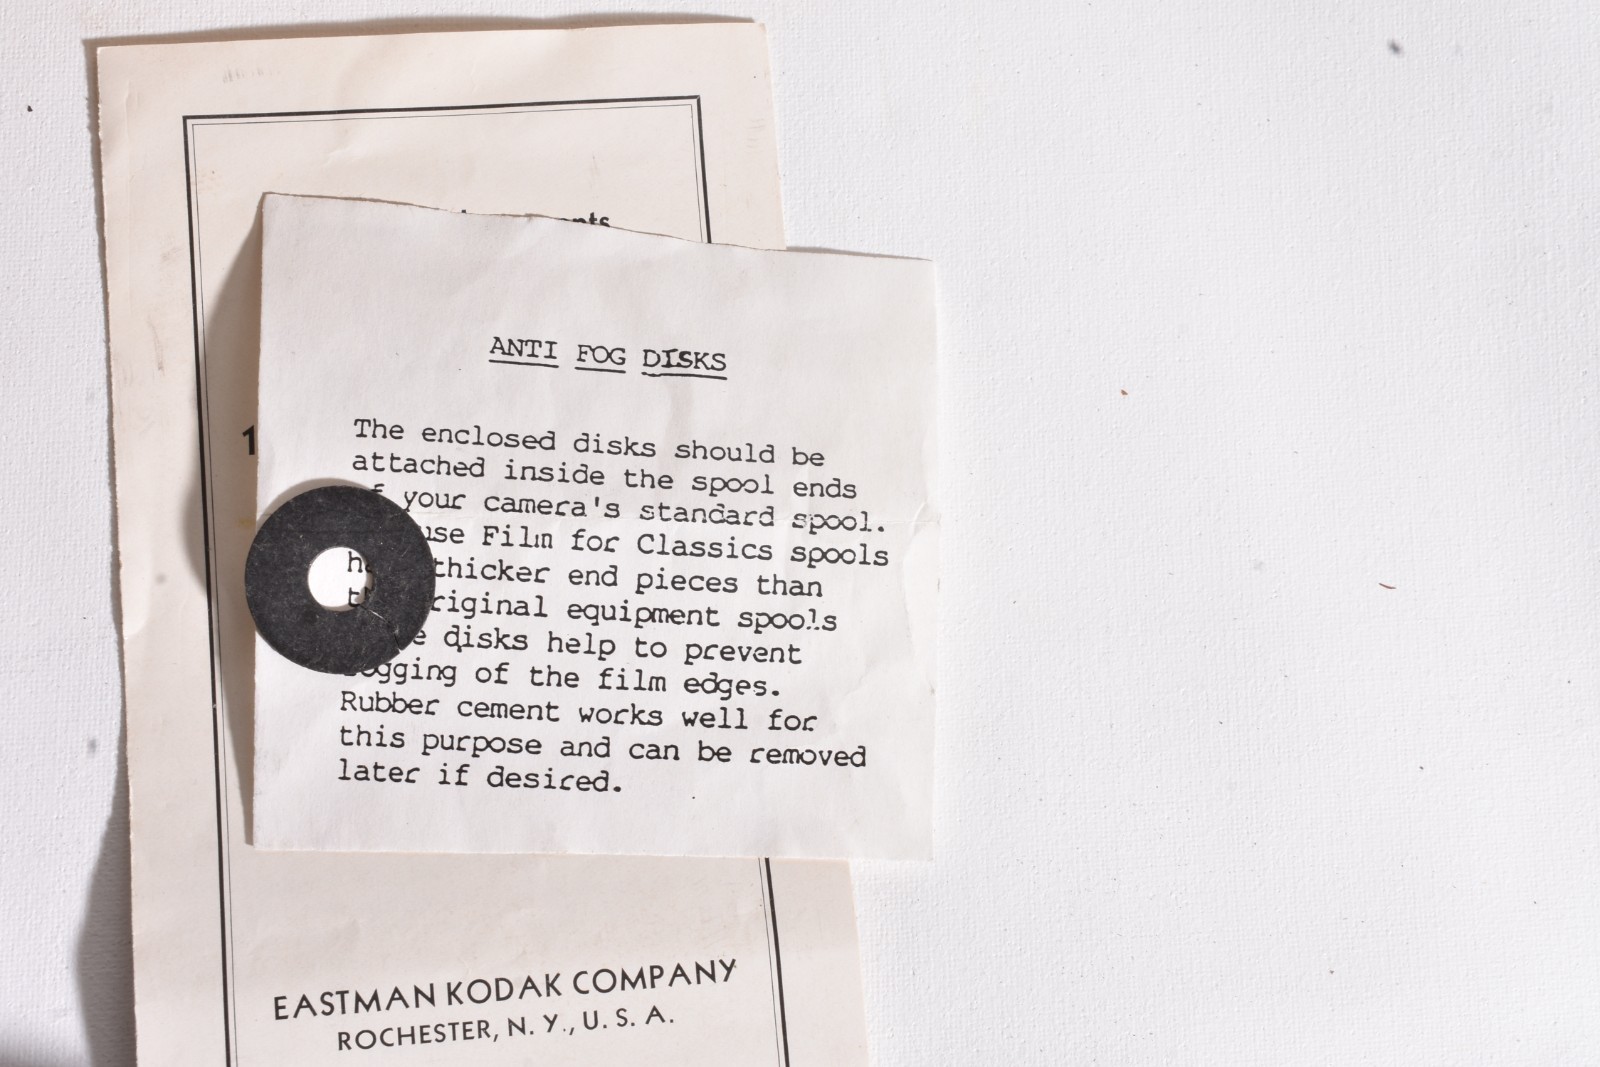 ANTI FOG DISKS
The enclosed disks should be
attached inside the spool ends
your camera's standard spool.
Film for Classics spools
thicker end pieces than
equipment spools
disks help to prevent
of the film edges.
Rubber cement works well for
this purpose and can be removed
later if desired.
EASTMAN KODAK COMPANY
ROCHESTER, N. Y., U. S. A.